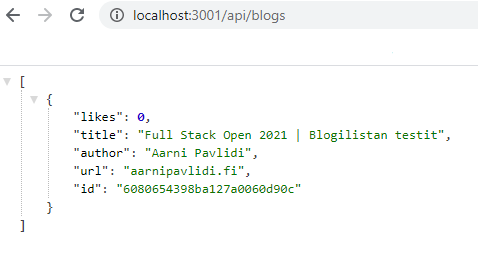 localhost:3001/api/blogs
[
{
"likes": 0,
"title": "Full Stack Open 2021 | Blogilistan testit",
"author": "Aarni Pavlidi",
"url": "aarnipavlidi.fi",
"id": "6080654398ba127a0060d90c"
}
]